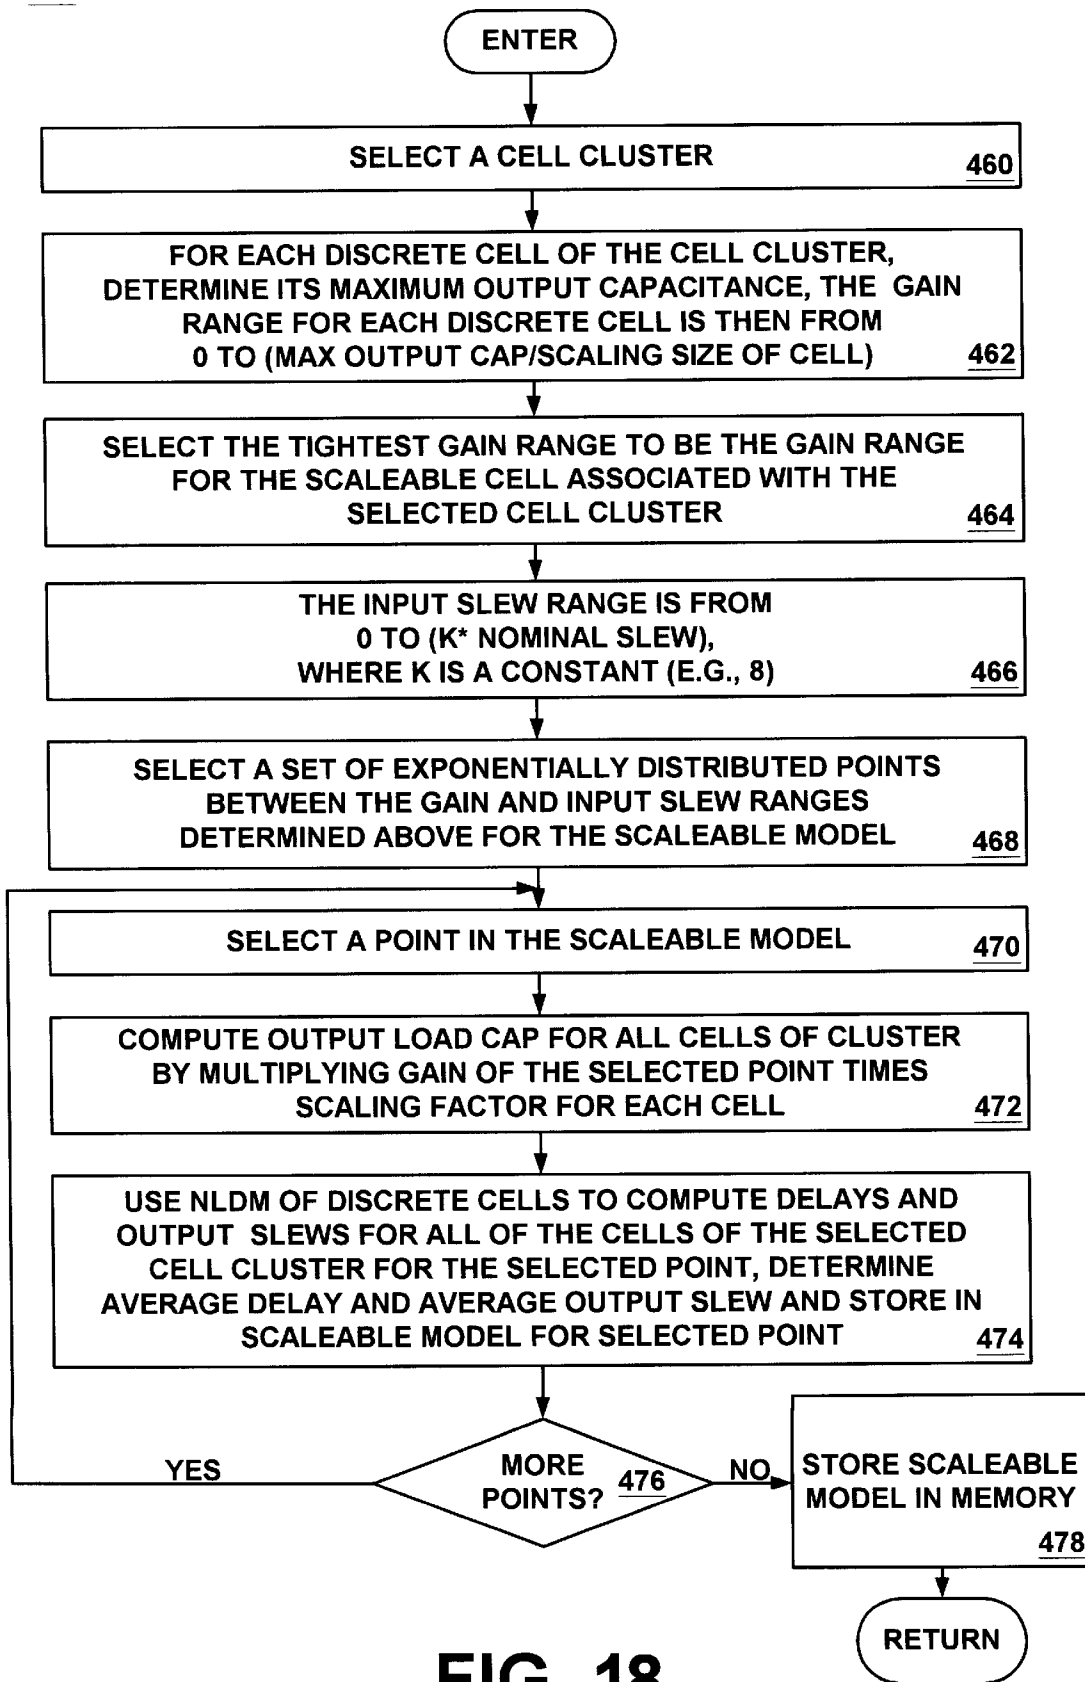 ENTER
SELECT A CELL CLUSTER
460
FOR EACH DISCRETE CELL OF THE CELL CLUSTER,
DETERMINE ITS MAXIMUM OUTPUT CAPACITANCE, THE GAIN
RANGE FOR EACH DISCRETE CELL IS THEN FROM
0 TO (MAX OUTPUT CAP/SCALING SIZE OF CELL)
462
SELECT THE TIGHTEST GAIN RANGE TO BE THE GAIN RANGE
FOR THE SCALEABLE CELL ASSOCIATED WITH THE
SELECTED CELL CLUSTER
464
THE INPUT SLEW RANGE IS FROM
0 TO (K* NOMINAL SLEW),
WHERE K IS A CONSTANT (E.G., 8)
466
SELECT A SET OF EXPONENTIALLY DISTRIBUTED POINTS
BETWEEN THE GAIN AND INPUT SLEW RANGES
DETERMINED ABOVE FOR THE SCALEABLE MODEL
468
SELECT A POINT IN THE SCALEABLE MODEL
470
COMPUTE OUTPUT LOAD CAP FOR ALL CELLS OF CLUSTER
BY MULTIPLYING GAIN OF THE SELECTED POINT TIMES
SCALING FACTOR FOR EACH CELL
472
USE NLDM OF DISCRETE CELLS TO COMPUTE DELAYS AND
OUTPUT SLEWS FOR ALL OF THE CELLS OF THE SELECTED
CELL CLUSTER FOR THE SELECTED POINT, DETERMINE
AVERAGE DELAY AND AVERAGE OUTPUT SLEW AND STORE IN
SCALEABLE MODEL FOR SELECTED POINT
474
YES
MORE
POINTS?
476
NO
STORE SCALEABLE
MODEL IN MEMORY
478
RETURN
FIG. 18